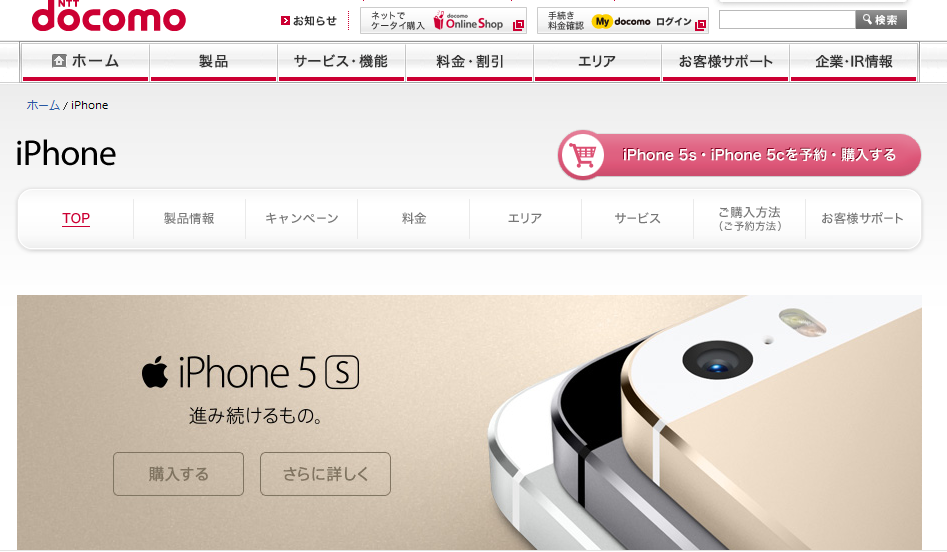 NTT
docomo
お知らせ
ネットで
ケータイ購入
docomo
Online Shop
手続き
料金確認
My docomo ログイン
検索
ホーム
製品
サービス・機能
料金・割引
エリア
お客様サポート
企業・IR情報
ホーム / iPhone
iPhone
iPhone 5s・iPhone 5cを予約・購入する
TOP
製品情報
キャンペーン
料金
エリア
サービス
ご購入方法
（ご予約方法）
お客様サポート
iPhone 5 S
進み続けるもの。
購入する
さらに詳しく